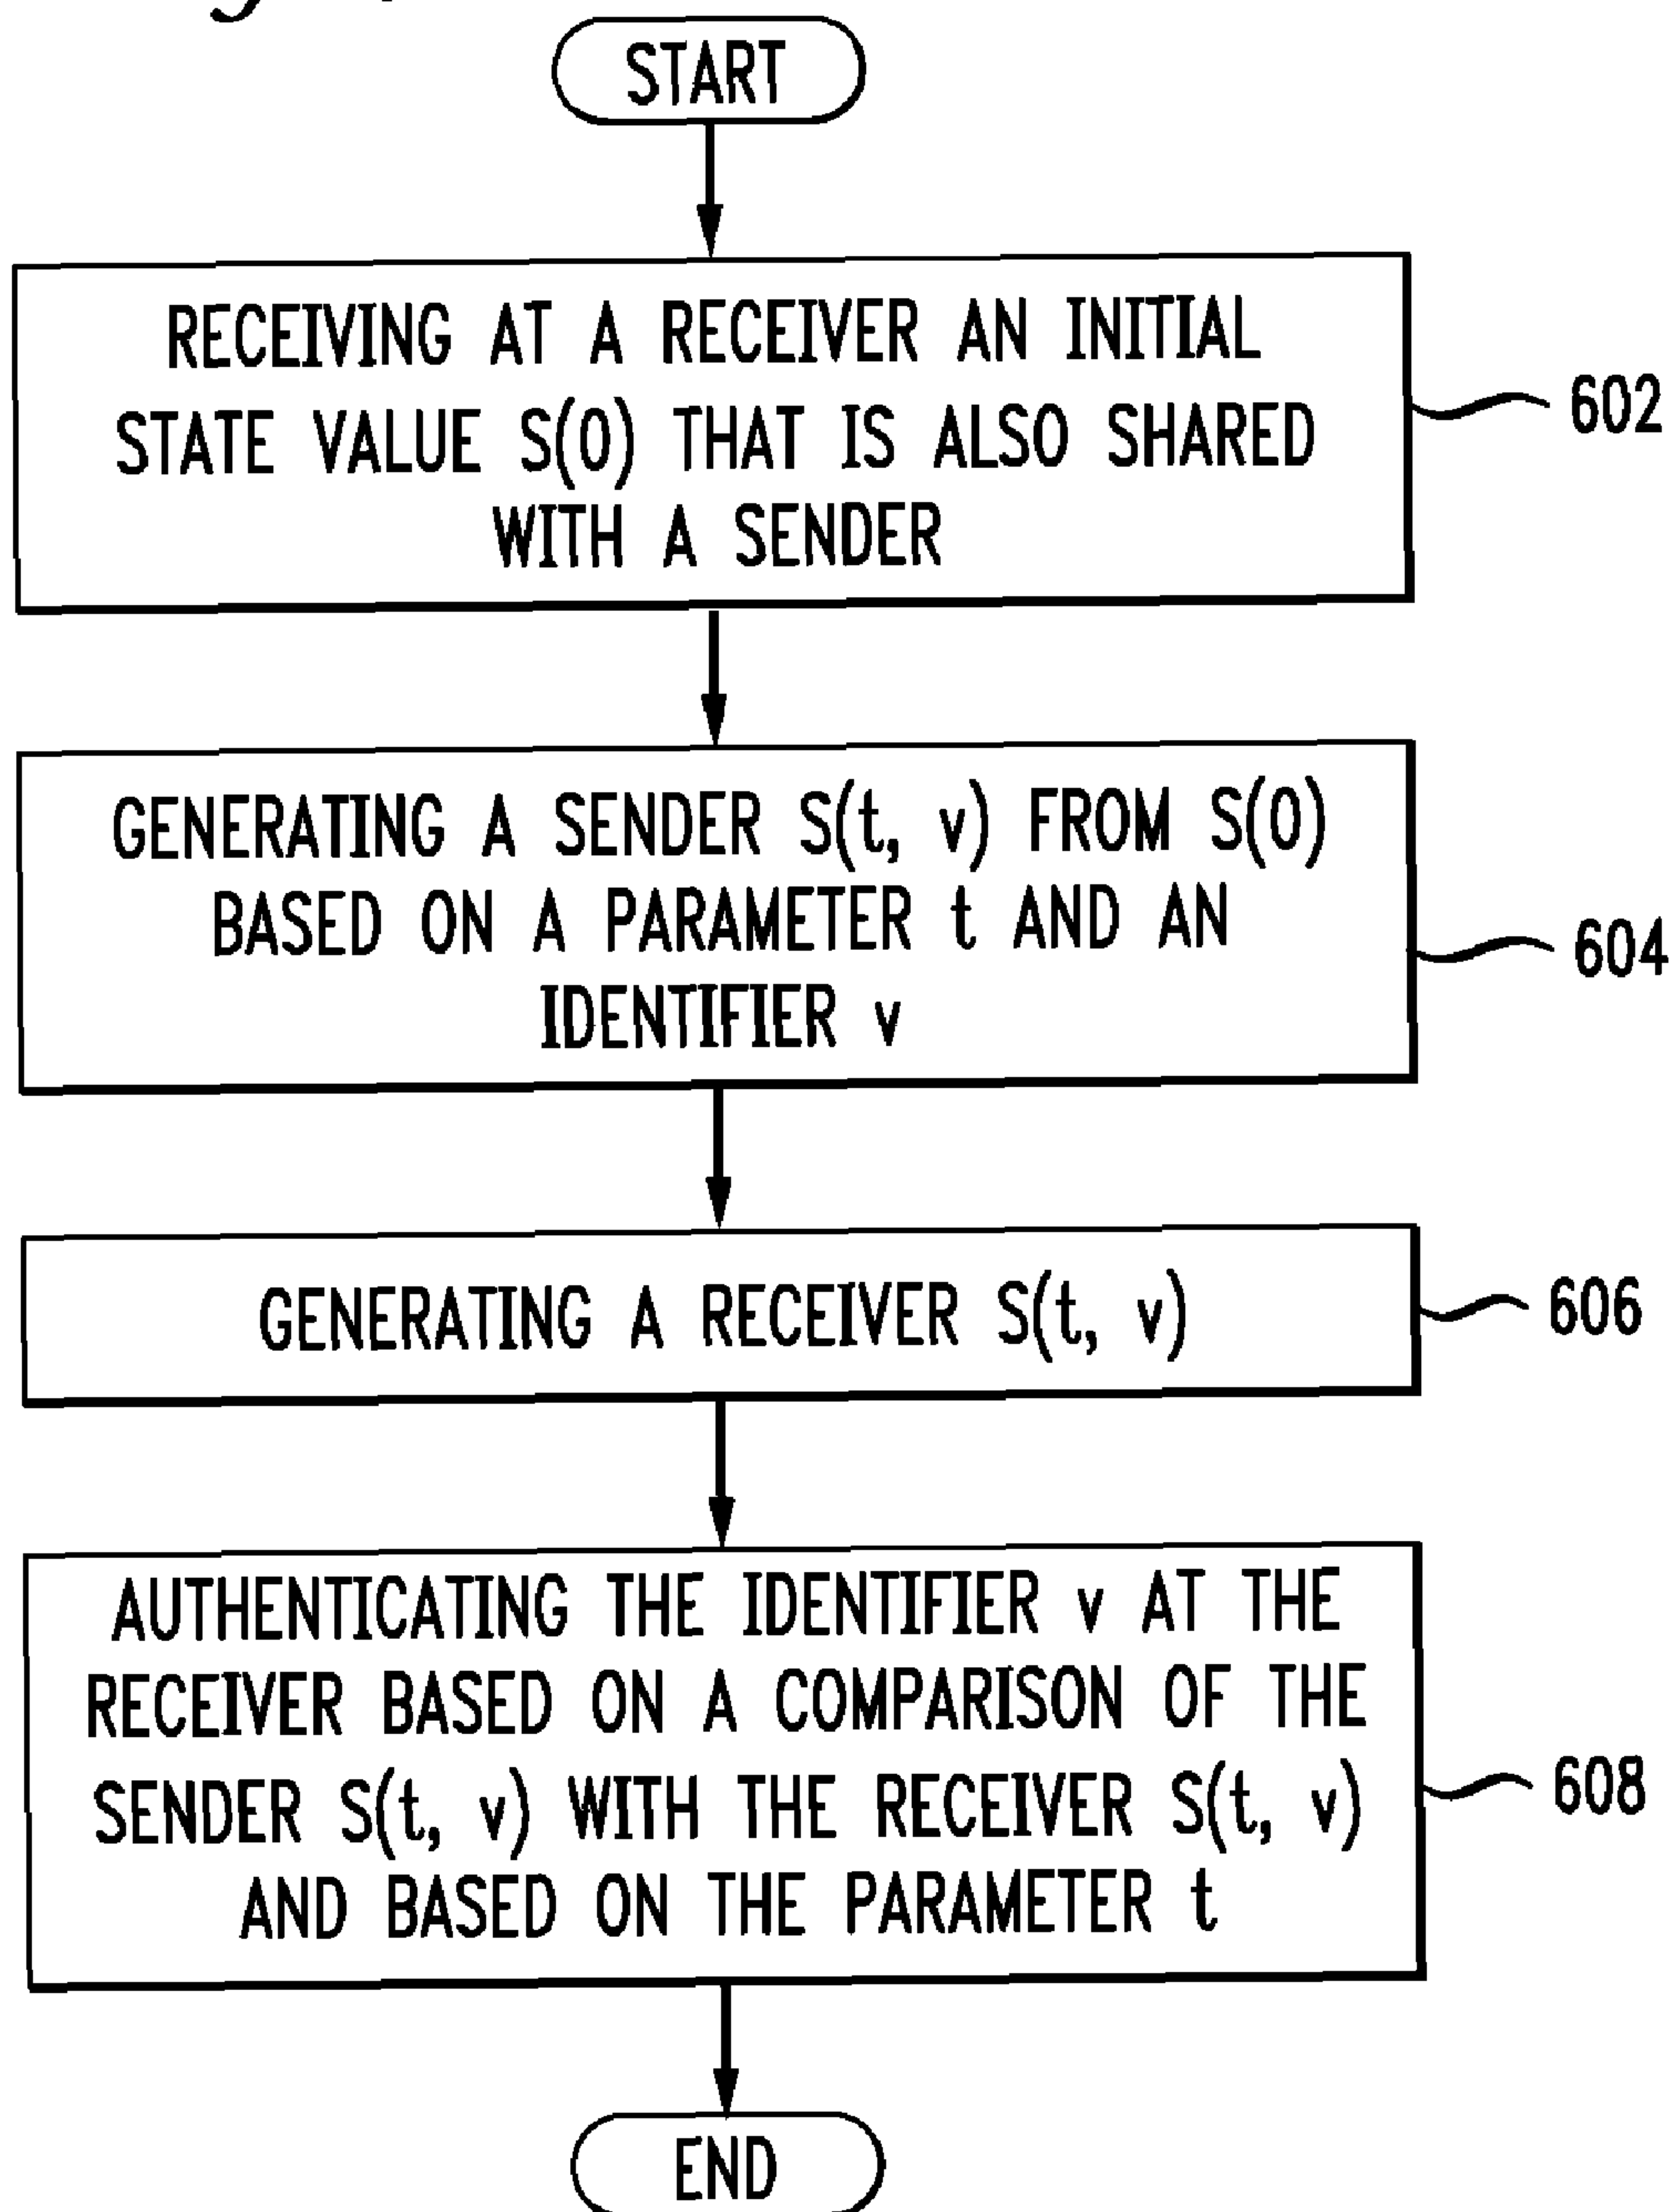 START
RECEIVING AT A RECEIVER AN INITIAL
STATE VALUE S(0) THAT IS ALSO SHARED
WITH A SENDER
602
GENERATING A SENDER S(t, v) FROM S(0)
BASED ON A PARAMETER t AND AN
IDENTIFIER v
604
GENERATING A RECEIVER S(t, v)
606
AUTHENTICATING THE IDENTIFIER v AT THE
RECEIVER BASED ON A COMPARISON OF THE
SENDER S(t, v) WITH THE RECEIVER S(t, v)
AND BASED ON THE PARAMETER t
608
END